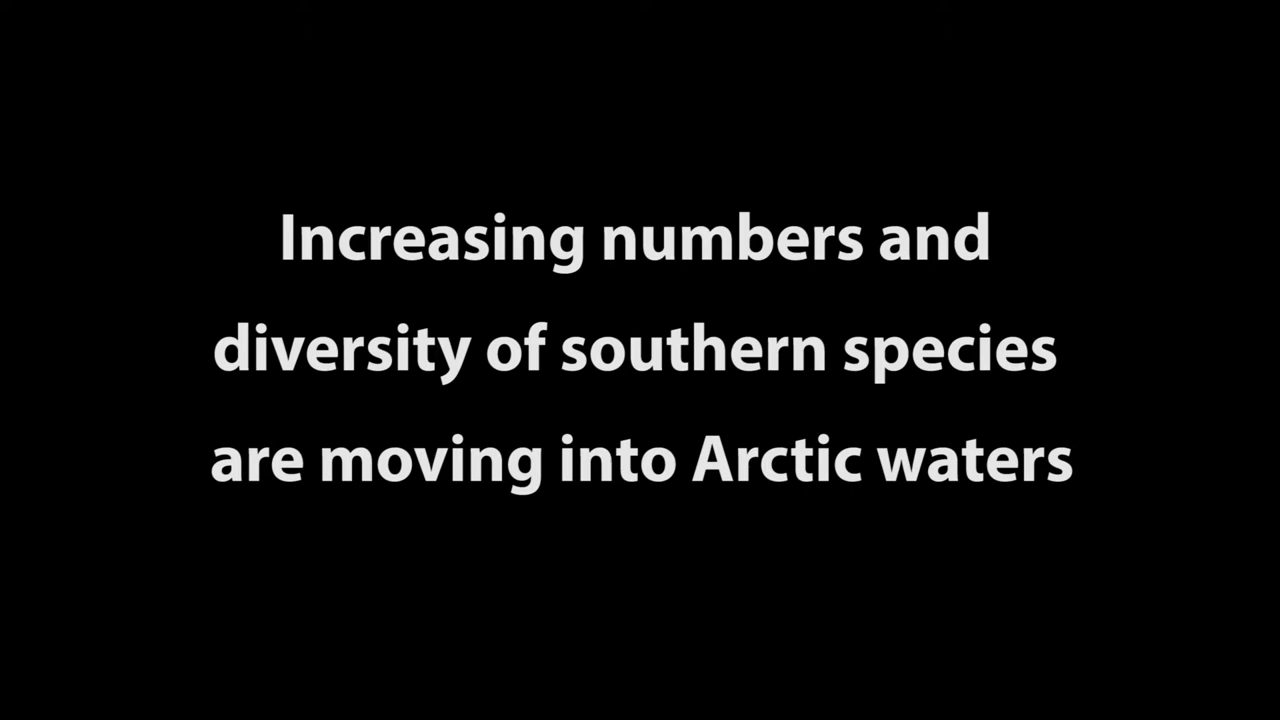 Increasing numbers and
diversity of southern species
are moving into Arctic waters